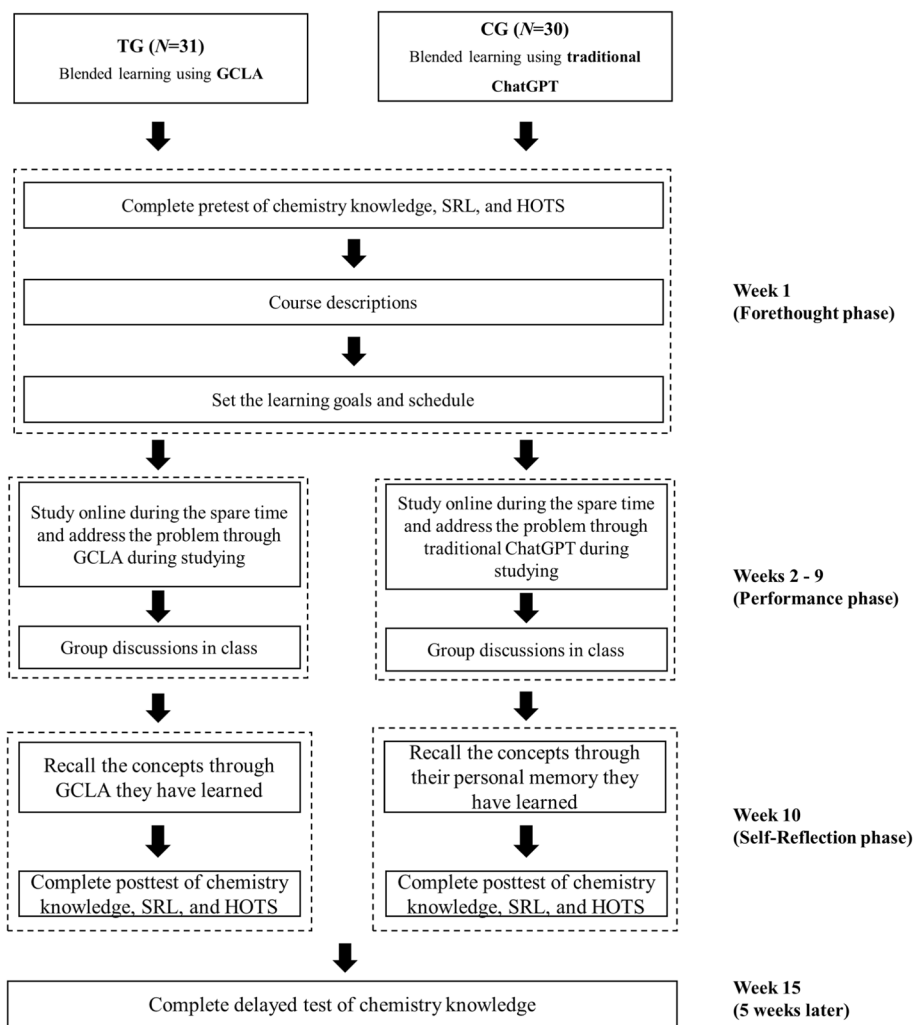 TG (N=31)
Blended learning using GCLA
CG (N=30)
Blended learning using traditional
ChatGPT
Complete pretest of chemistry knowledge, SRL, and HOTS
Course descriptions
Set the learning goals and schedule
Week 1
(Forethought phase)
Study online during the spare time
and address the problem through
GCLA during studying
Group discussions in class
Study online during the spare time
and address the problem through
traditional ChatGPT during
studying
Group discussions in class
Weeks 2 - 9
(Performance phase)
Recall the concepts through
GCLA they have learned
Complete posttest of chemistry
knowledge, SRL, and HOTS
Recall the concepts through
their personal memory they
have learned
Complete posttest of chemistry
knowledge, SRL, and HOTS
Week 10
(Self-Reflection phase)
Complete delayed test of chemistry knowledge
Week 15
(5 weeks later)